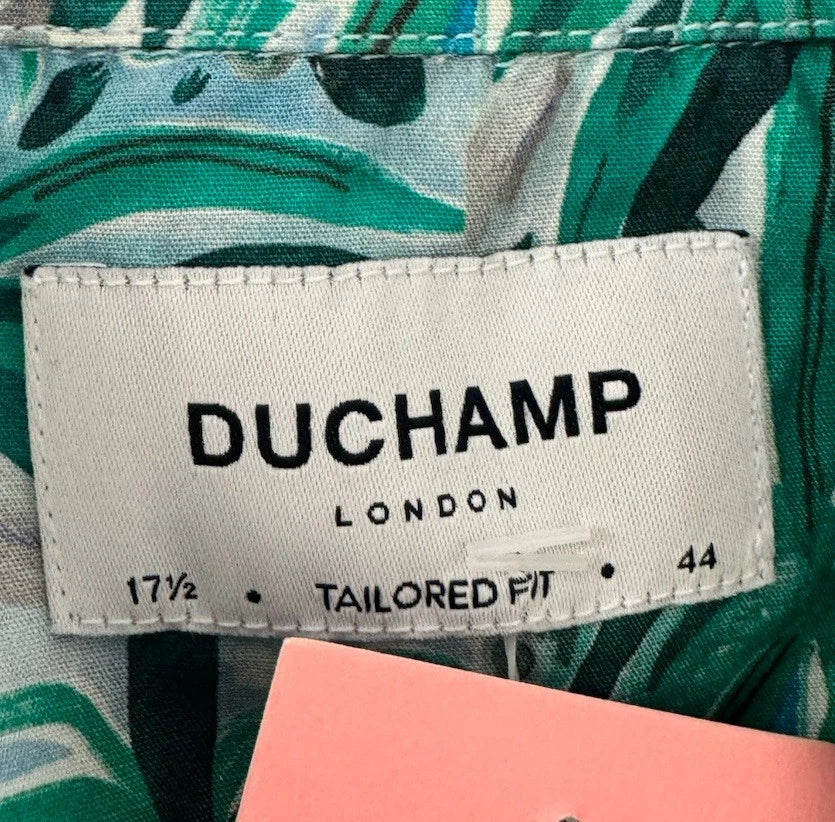 DUCHAMP
LONDON
17½ • TAILORED FIT • 44